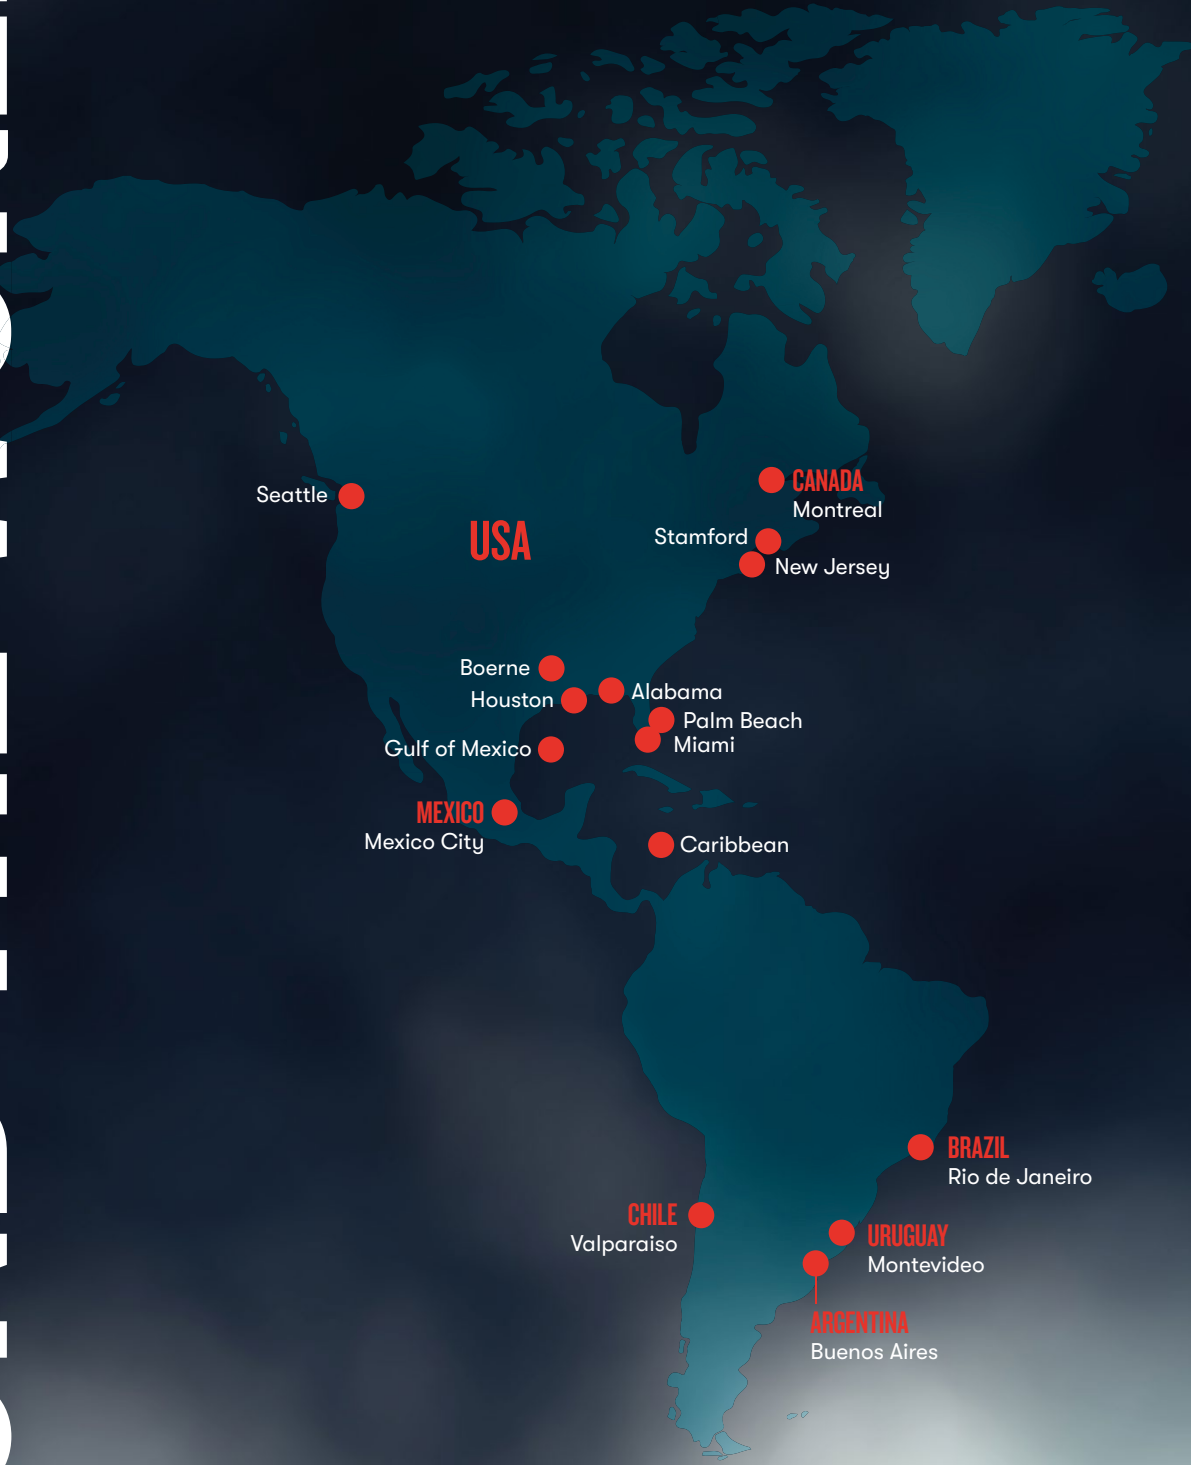 CANADA
Montreal
Seattle
USA
Stamford
New Jersey
Boerne
Houston
Alabama
Palm Beach
Miami
Gulf of Mexico
MEXICO
Mexico City
Caribbean
BRAZIL
Rio de Janeiro
CHILE
Valparaiso
URUGUAY
Montevideo
ARGENTINA
Buenos Aires